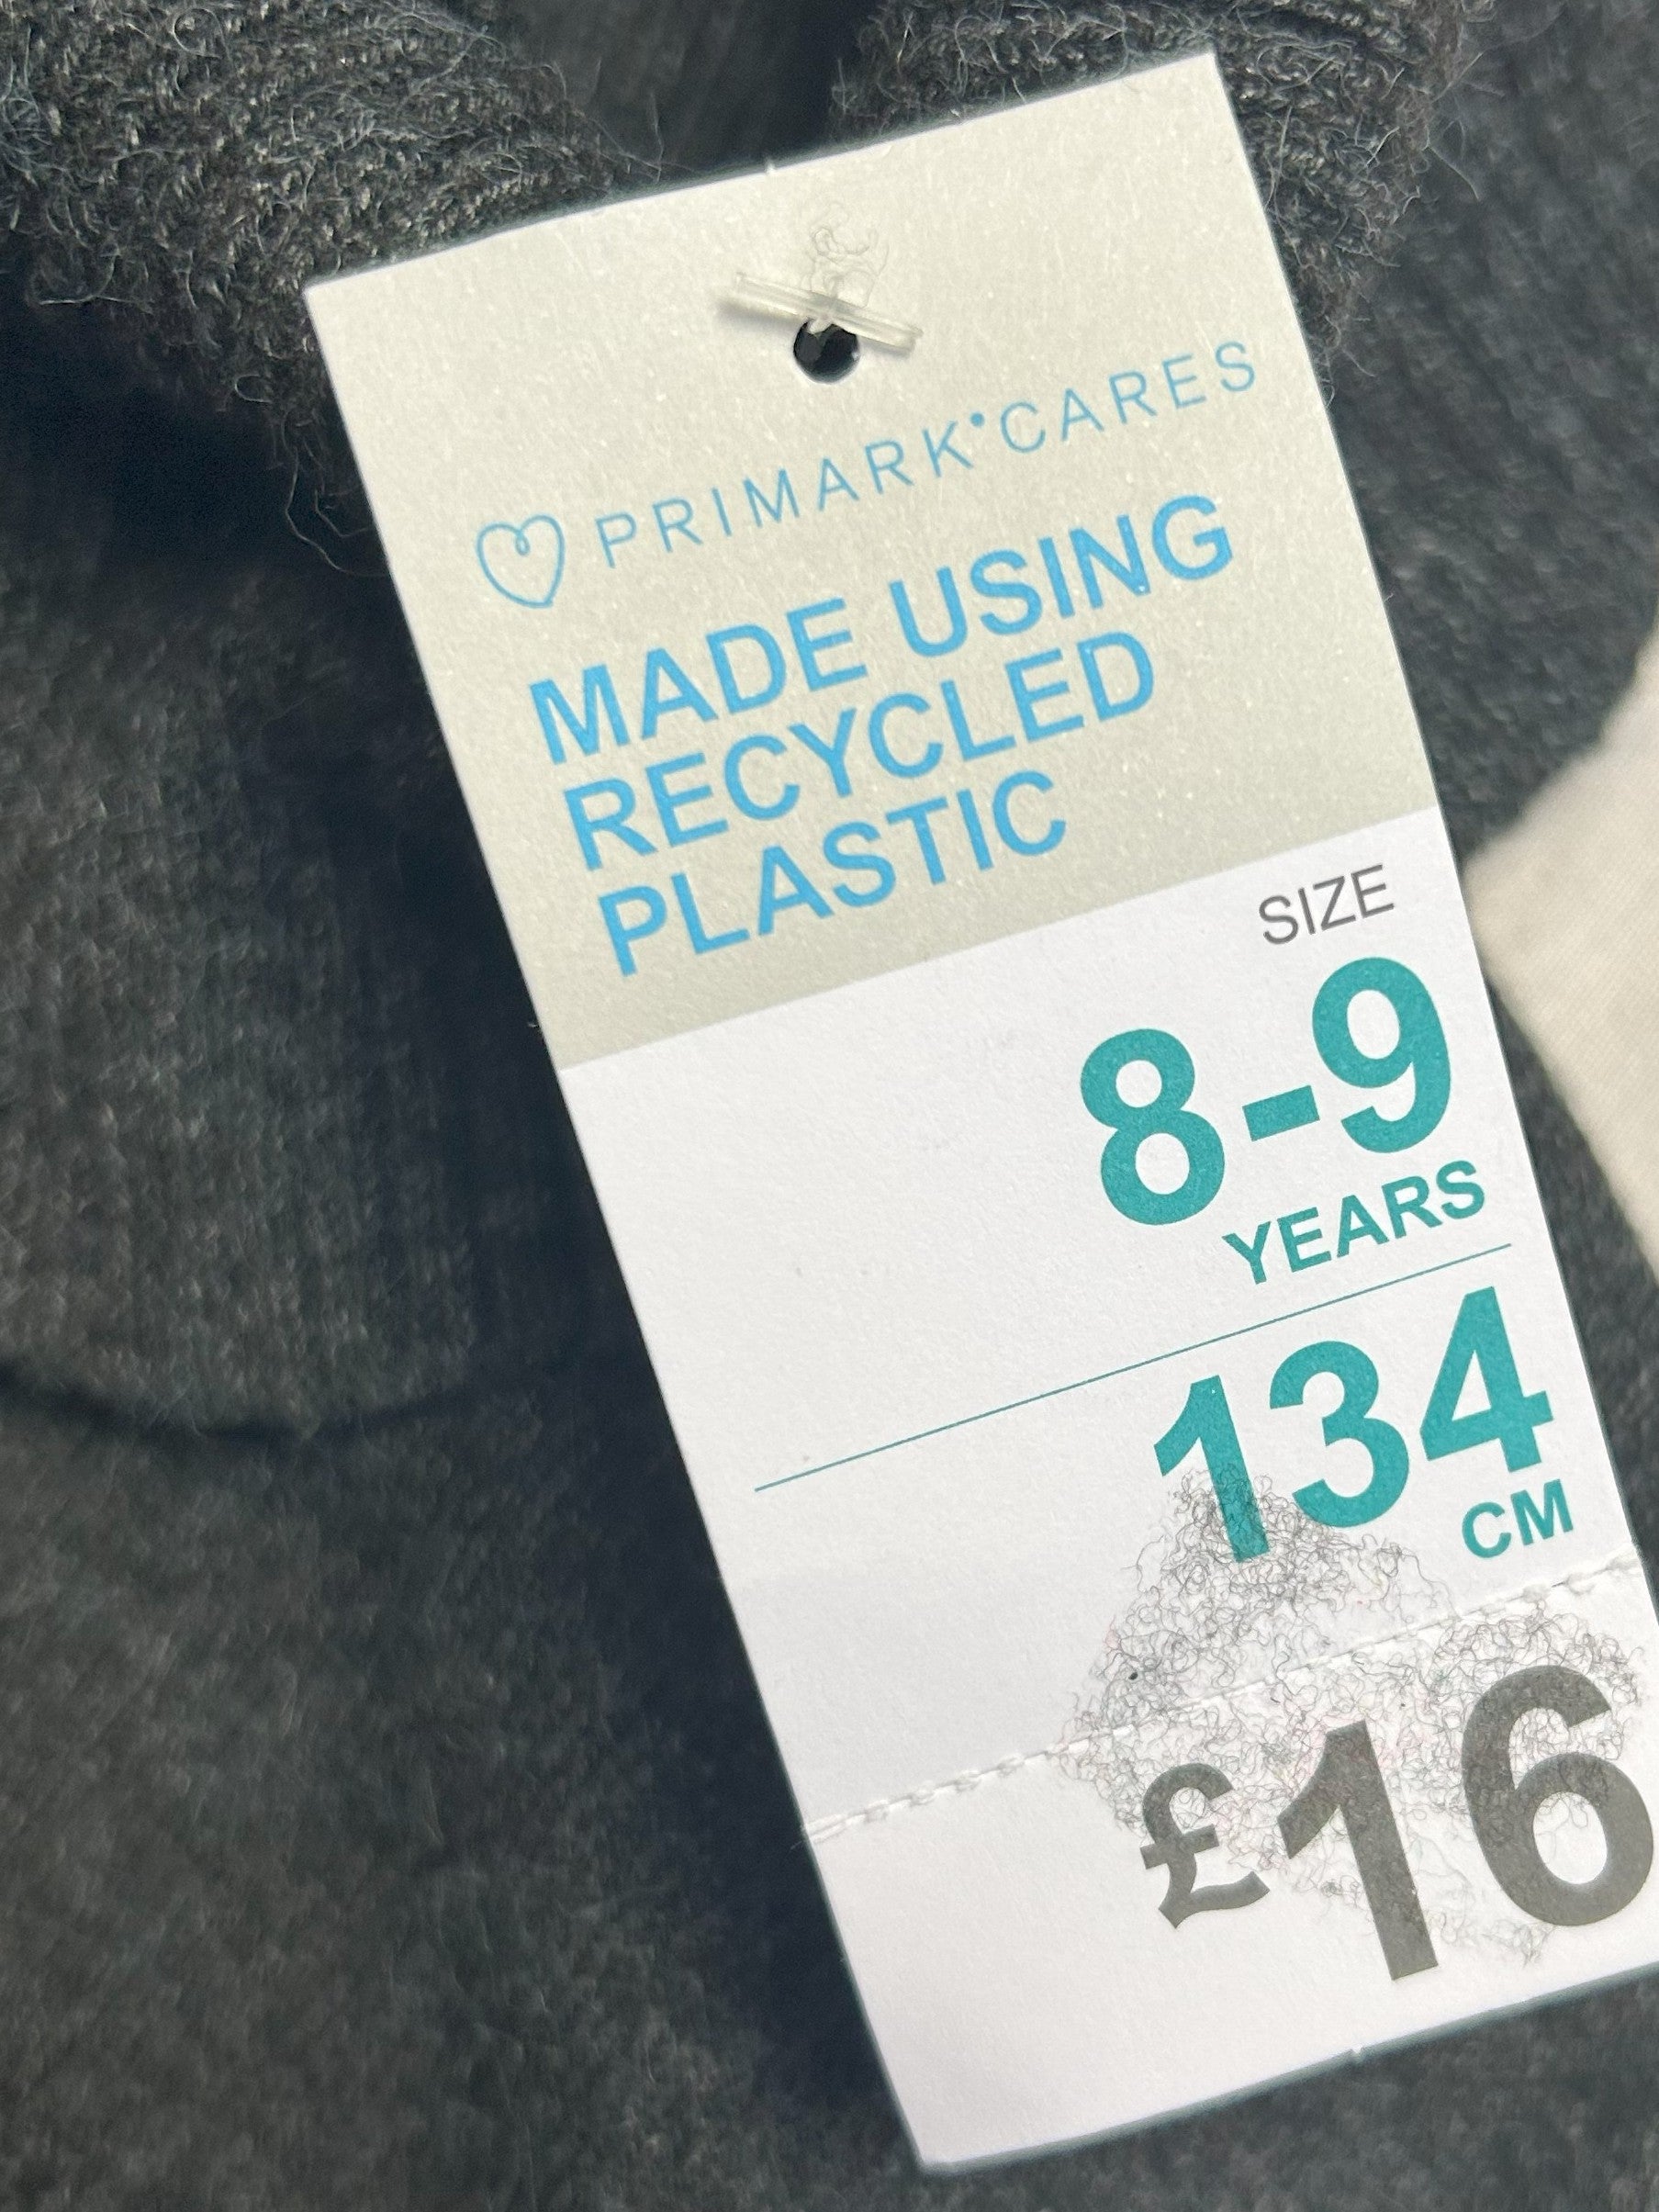 PRIMARK•CARES
MADE USING
RECYCLED
PLASTIC
SIZE
8-9
YEARS
134
CM
£16